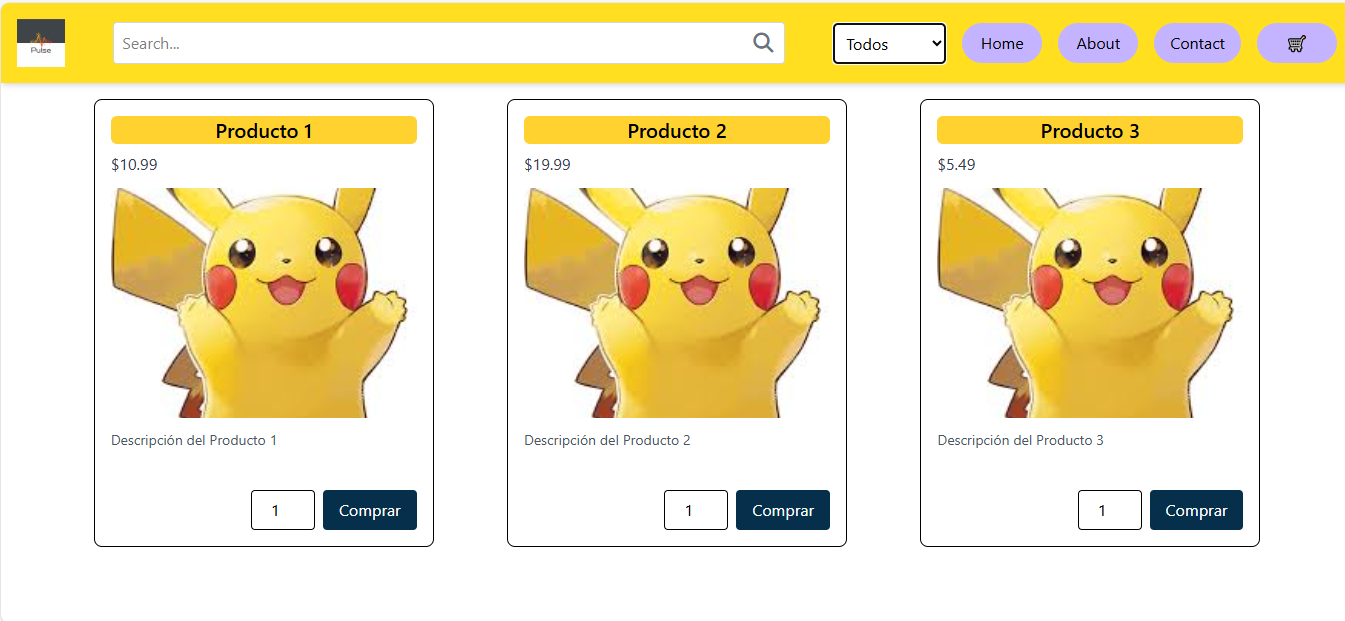 Pulse
Search...
Todos
Home
About
Contact
Producto 1
$10.99
Descripción del Producto 1
1
Comprar
Producto 2
$19.99
Descripción del Producto 2
1
Comprar
Producto 3
$5.49
Descripción del Producto 3
1
Comprar